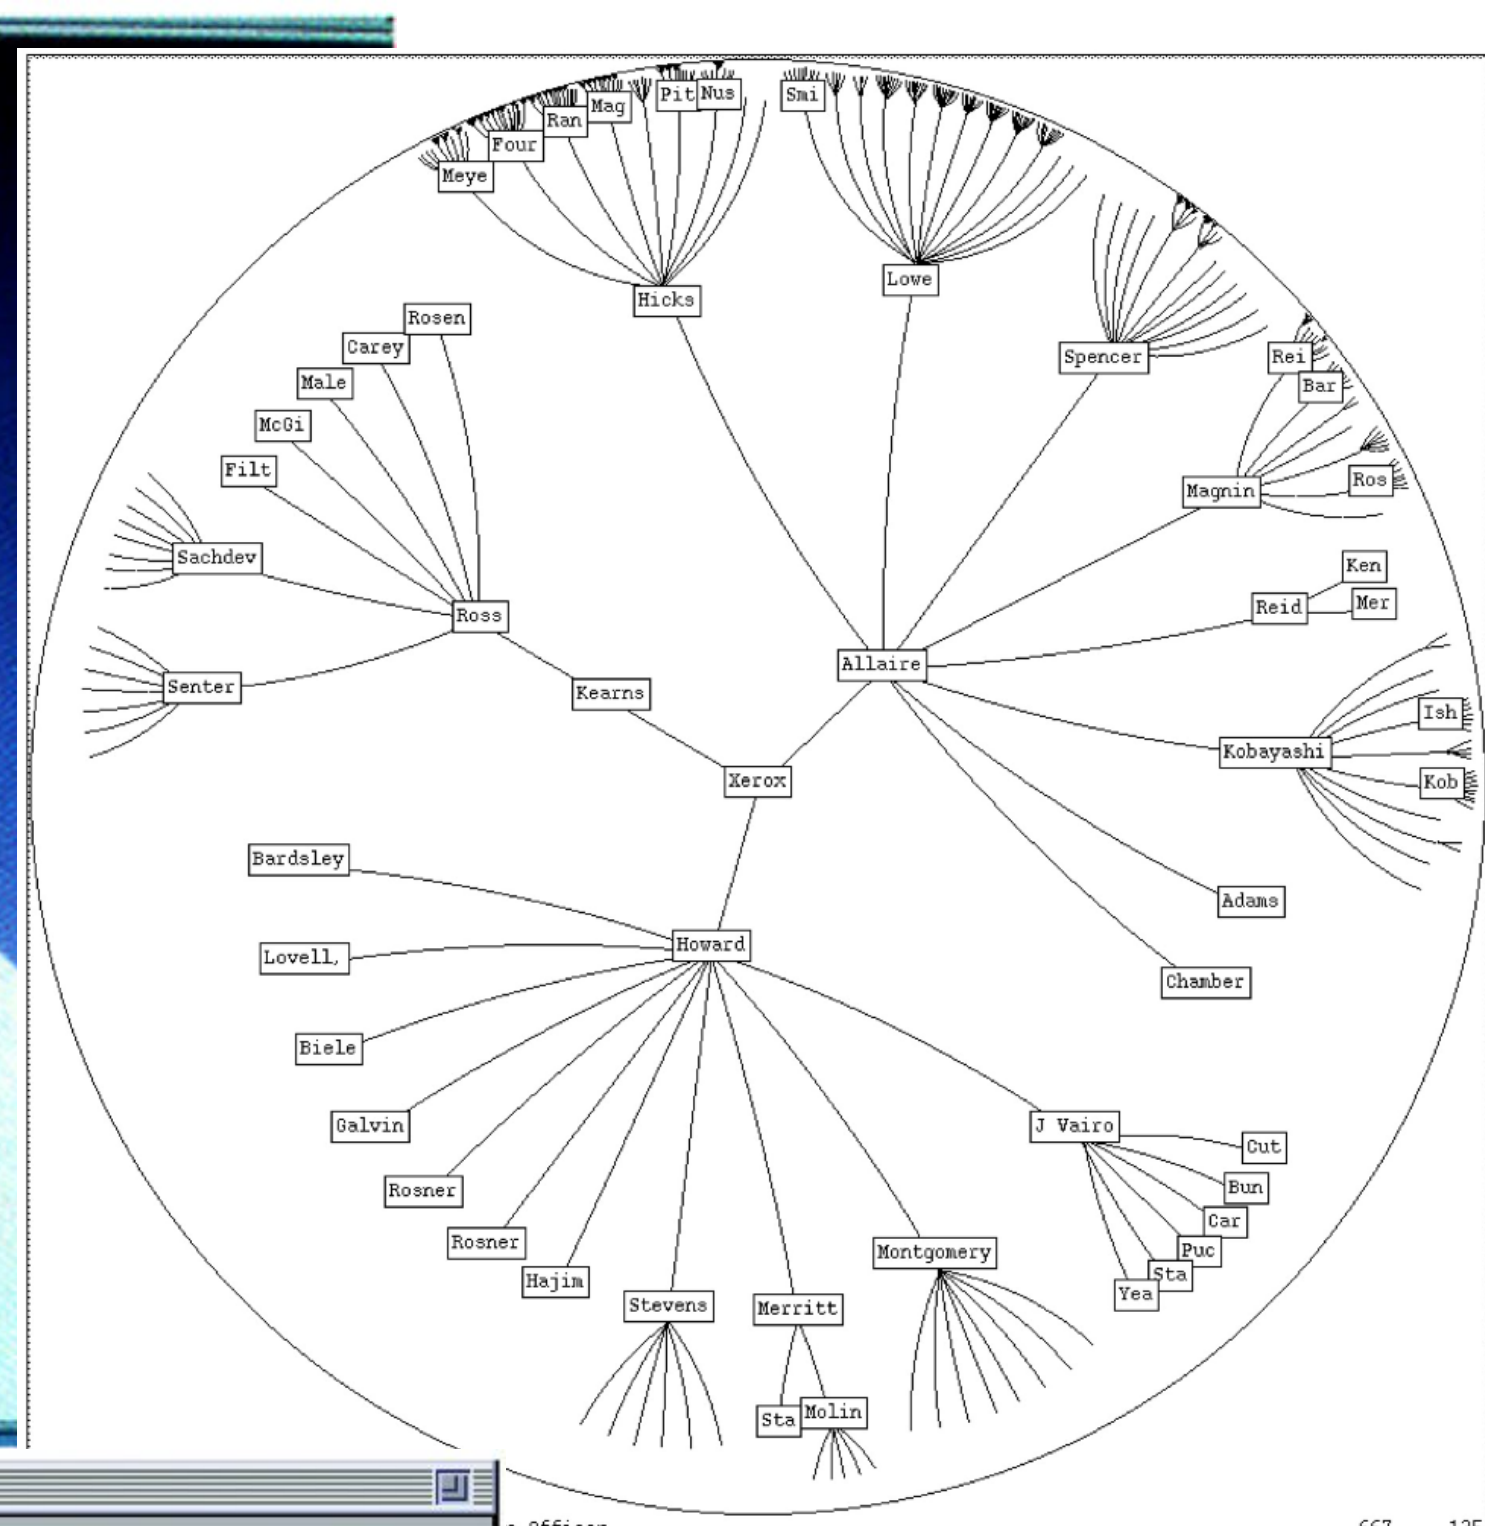 Pit
Nus
Smi
Mag
Ran
Four
Meye
Lowe
Hicks
Rosen
Carey
Spencer
Rei
Male
Bar
McGi
Filt
Ros
Magnin
Sachdev
Ken
Mer
Reid
Ross
Allaire
Senter
Kearns
Ish
Kobayashi
Xerox
Kob
Bardsley
Adams
Howard
Lovell,
Chamber
Biele
Galvin
J Vairo
Cut
Bun
Rosner
Car
Rosner
Montgomery
Puc
Sta
Hajim
Yea
Stevens
Merritt
Sta
Molin